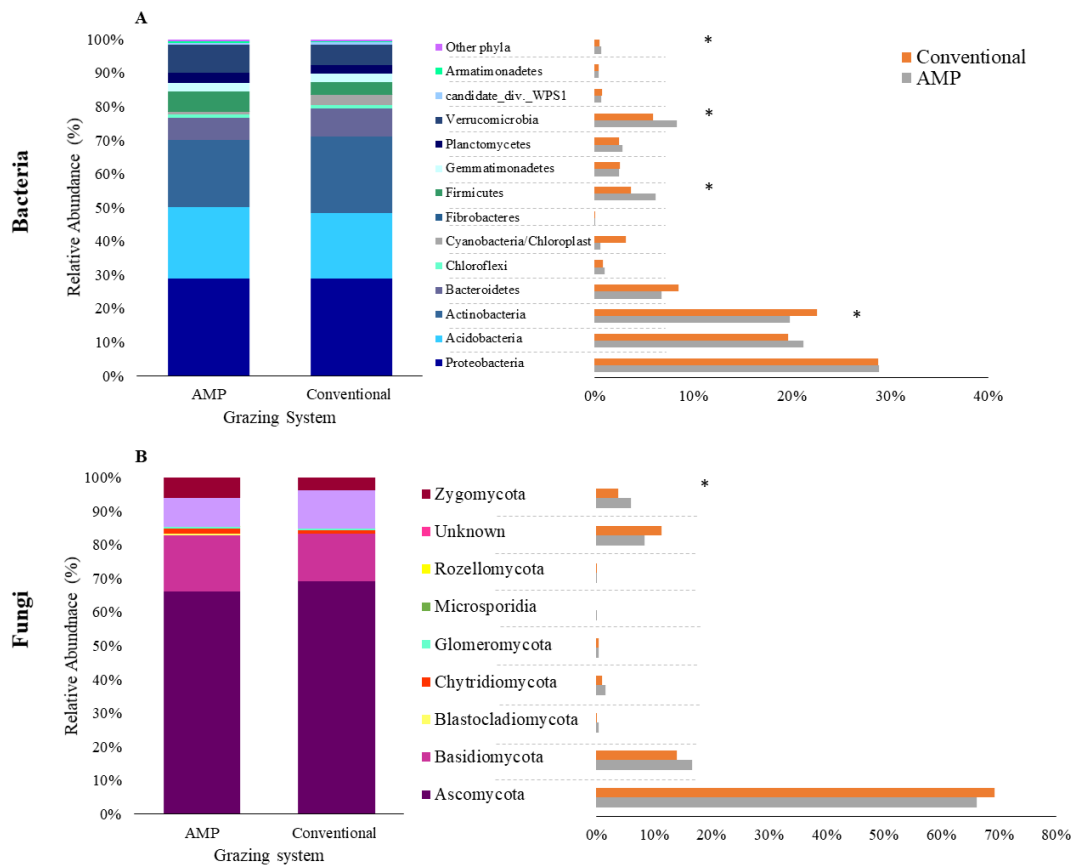 A
Bacteria
Relative Abundance (%)
100%
90%
80%
70%
60%
50%
40%
30%
20%
10%
0%
AMP
Conventional
Grazing System
Other phyla
Armatimonadetes
candidate_div._WPS1
Verrucomicrobia
Planctomycetes
Gemmatimonadetes
Firmicutes
Fibrobacteres
Cyanobacteria/Chloroplast
Chloroflexi
Bacteroidetes
Actinobacteria
Acidobacteria
Proteobacteria
*
*
*
*
0%
10%
20%
30%
40%
Conventional
AMP
B
Fungi
Relative Abundnace (%)
100%
90%
80%
70%
60%
50%
40%
30%
20%
10%
0%
AMP
Conventional
Grazing system
Zygomycota
Unknown
Rozellomycota
Microsporidia
Glomeromycota
Chytridiomycota
Blastocladiomycota
Basidiomycota
Ascomycota
*
0%
10%
20%
30%
40%
50%
60%
70%
80%